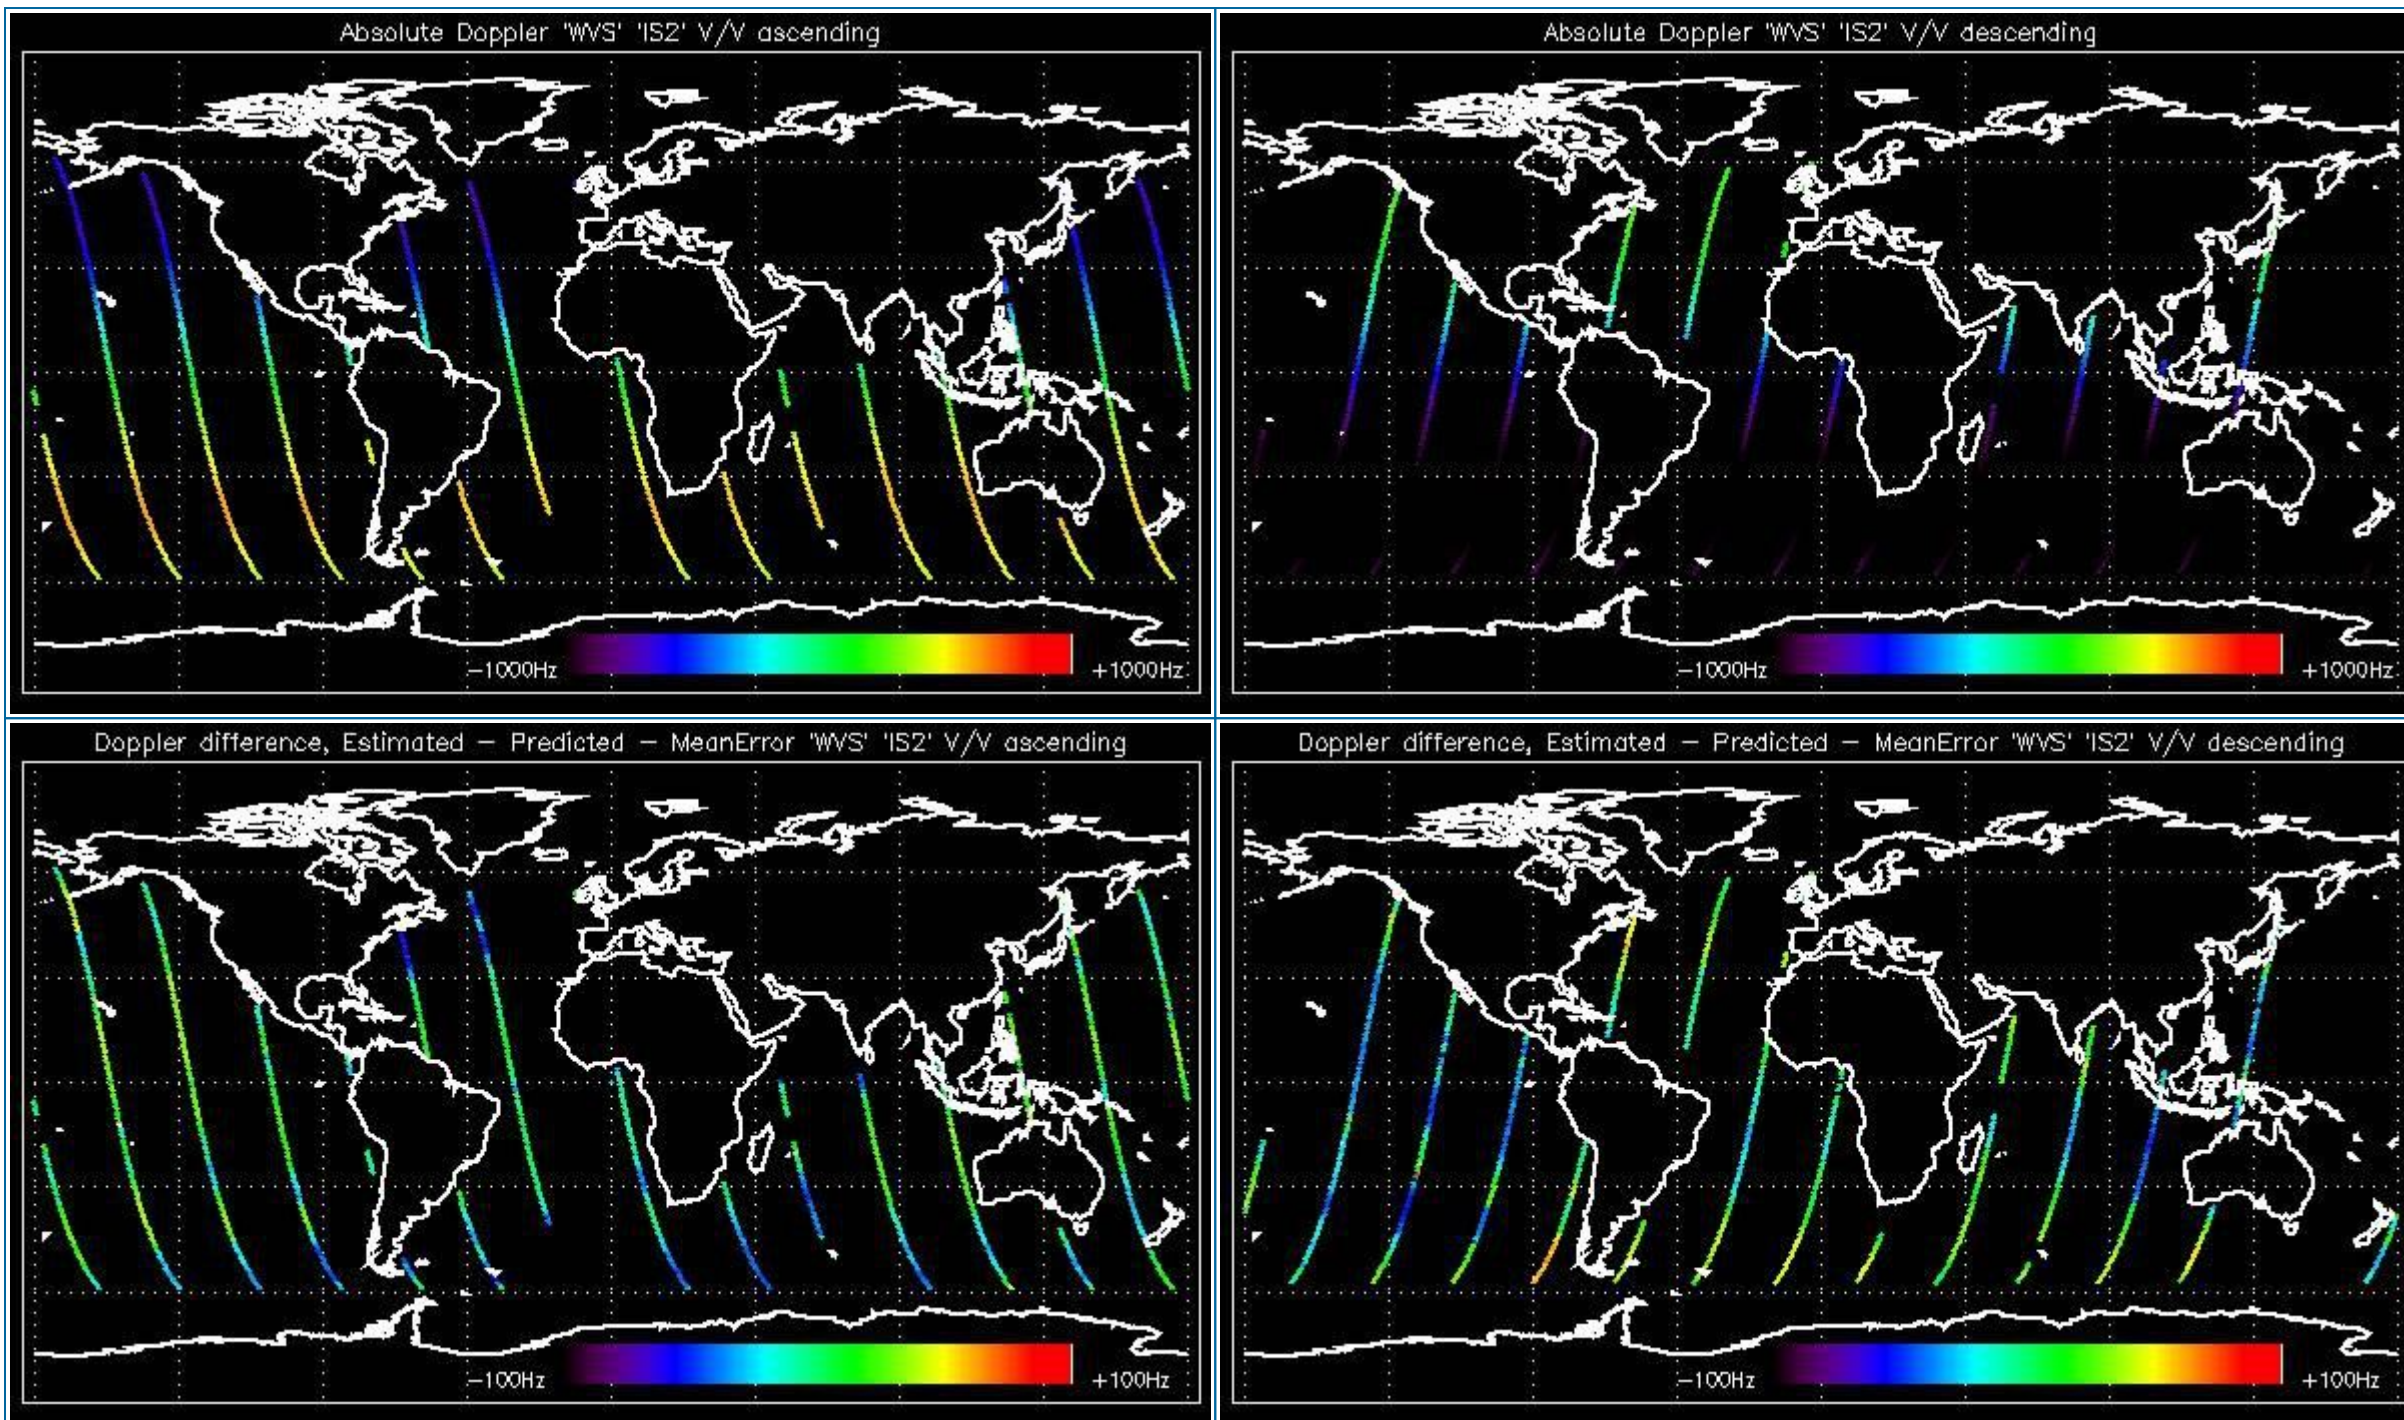 Absolute Doppler 'WVS' 'IS2' V/V ascending
-1000Hz
+1000Hz
Absolute Doppler 'WVS' 'IS2' V/V descending
-1000Hz
+1000Hz
Doppler difference, Estimated - Predicted - MeanError 'WVS' 'IS2' V/V ascending
-100Hz
+100Hz
Doppler difference, Estimated - Predicted - MeanError 'WVS' 'IS2' V/V descending
-100Hz
+100Hz